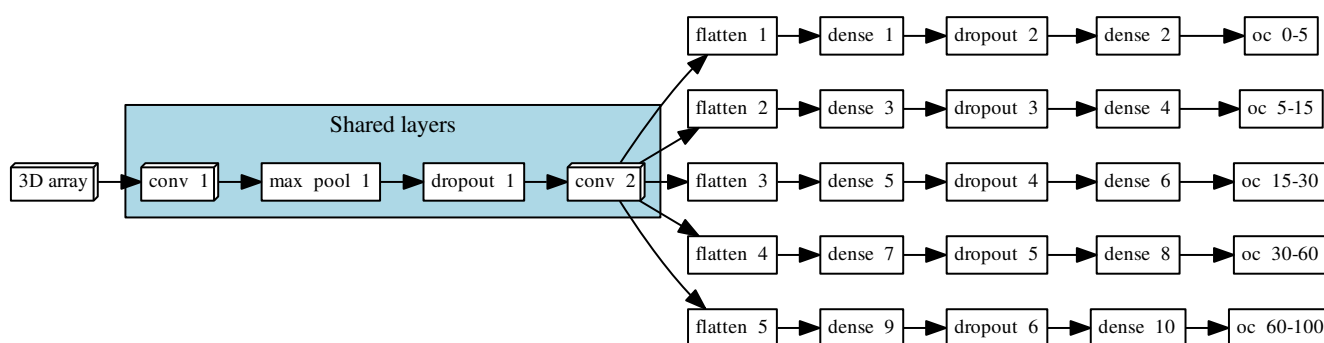 flatten 1
dense 1
dropout 2
dense 2
oc 0-5
flatten 2
dense 3
dropout 3
dense 4
oc 5-15
Shared layers
3D array
conv 1
max pool 1
dropout 1
conv 2
flatten 3
dense 5
dropout 4
dense 6
oc 15-30
flatten 4
dense 7
dropout 5
dense 8
oc 30-60
flatten 5
dense 9
dropout 6
dense 10
oc 60-100